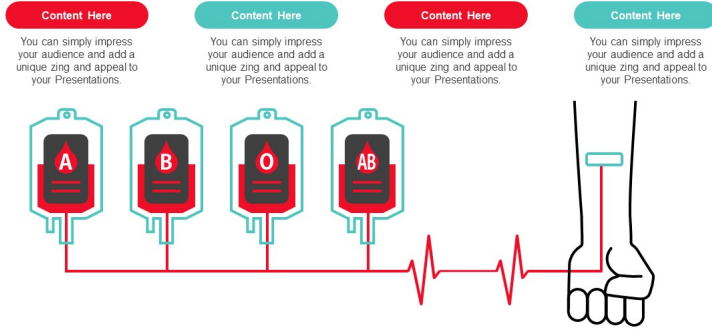 Content Here
You can simply impress
your audience and add a
unique zing and appeal to
your Presentations.
Content Here
You can simply impress
your audience and add a
unique zing and appeal to
your Presentations.
Content Here
You can simply impress
your audience and add a
unique zing and appeal to
your Presentations.
Content Here
You can simply impress
your audience and add a
unique zing and appeal to
your Presentations.
A
B
O
AB